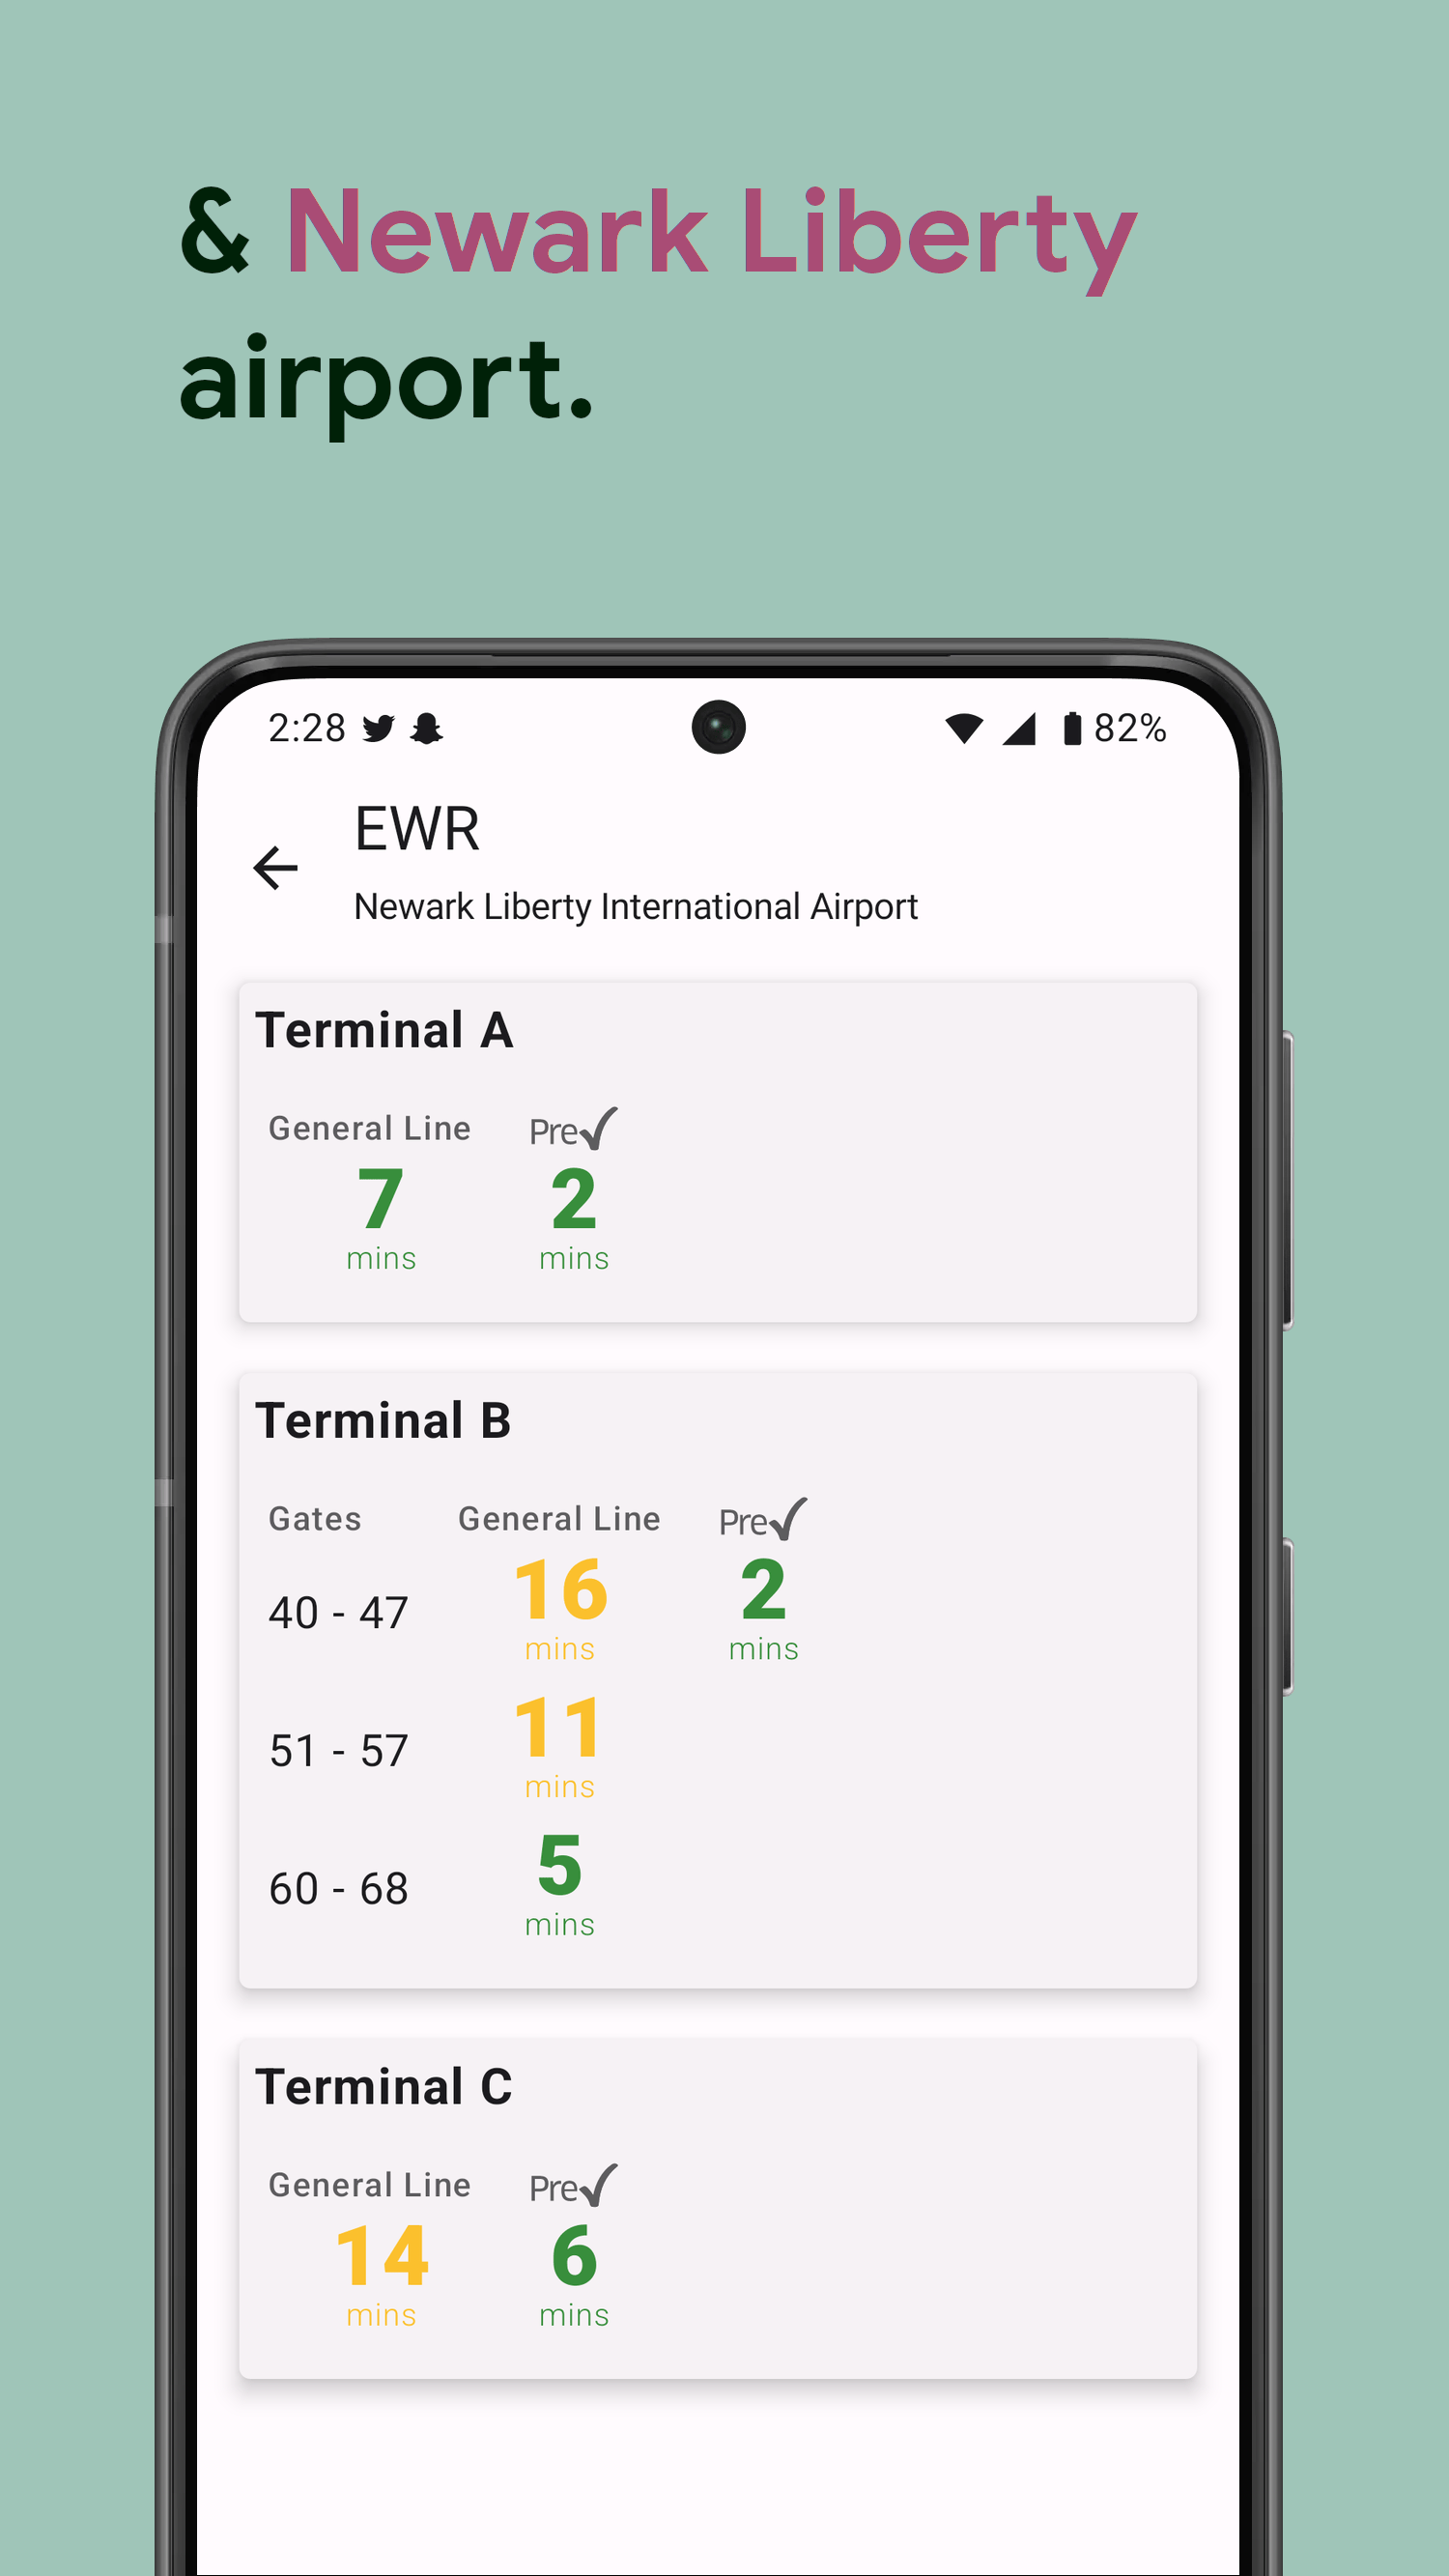 & Newark Liberty
airport.
2:28 82%
EWR
Newark Liberty International Airport
Terminal A
General Line Pre✓
7 2
mins mins
Terminal B
Gates General Line Pre✓
40 - 47 16 2
mins mins
51 - 57 11
mins
60 - 68 5
mins
Terminal C
General Line Pre✓
14 6
mins mins